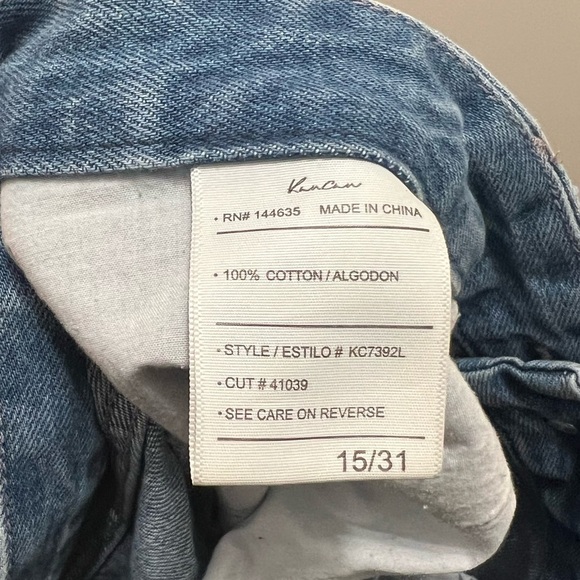 KanCan
• RN# 144635 MADE IN CHINA
• 100% COTTON / ALGODON
• STYLE / ESTILO # KC7392L
• CUT # 41039
• SEE CARE ON REVERSE
15/31